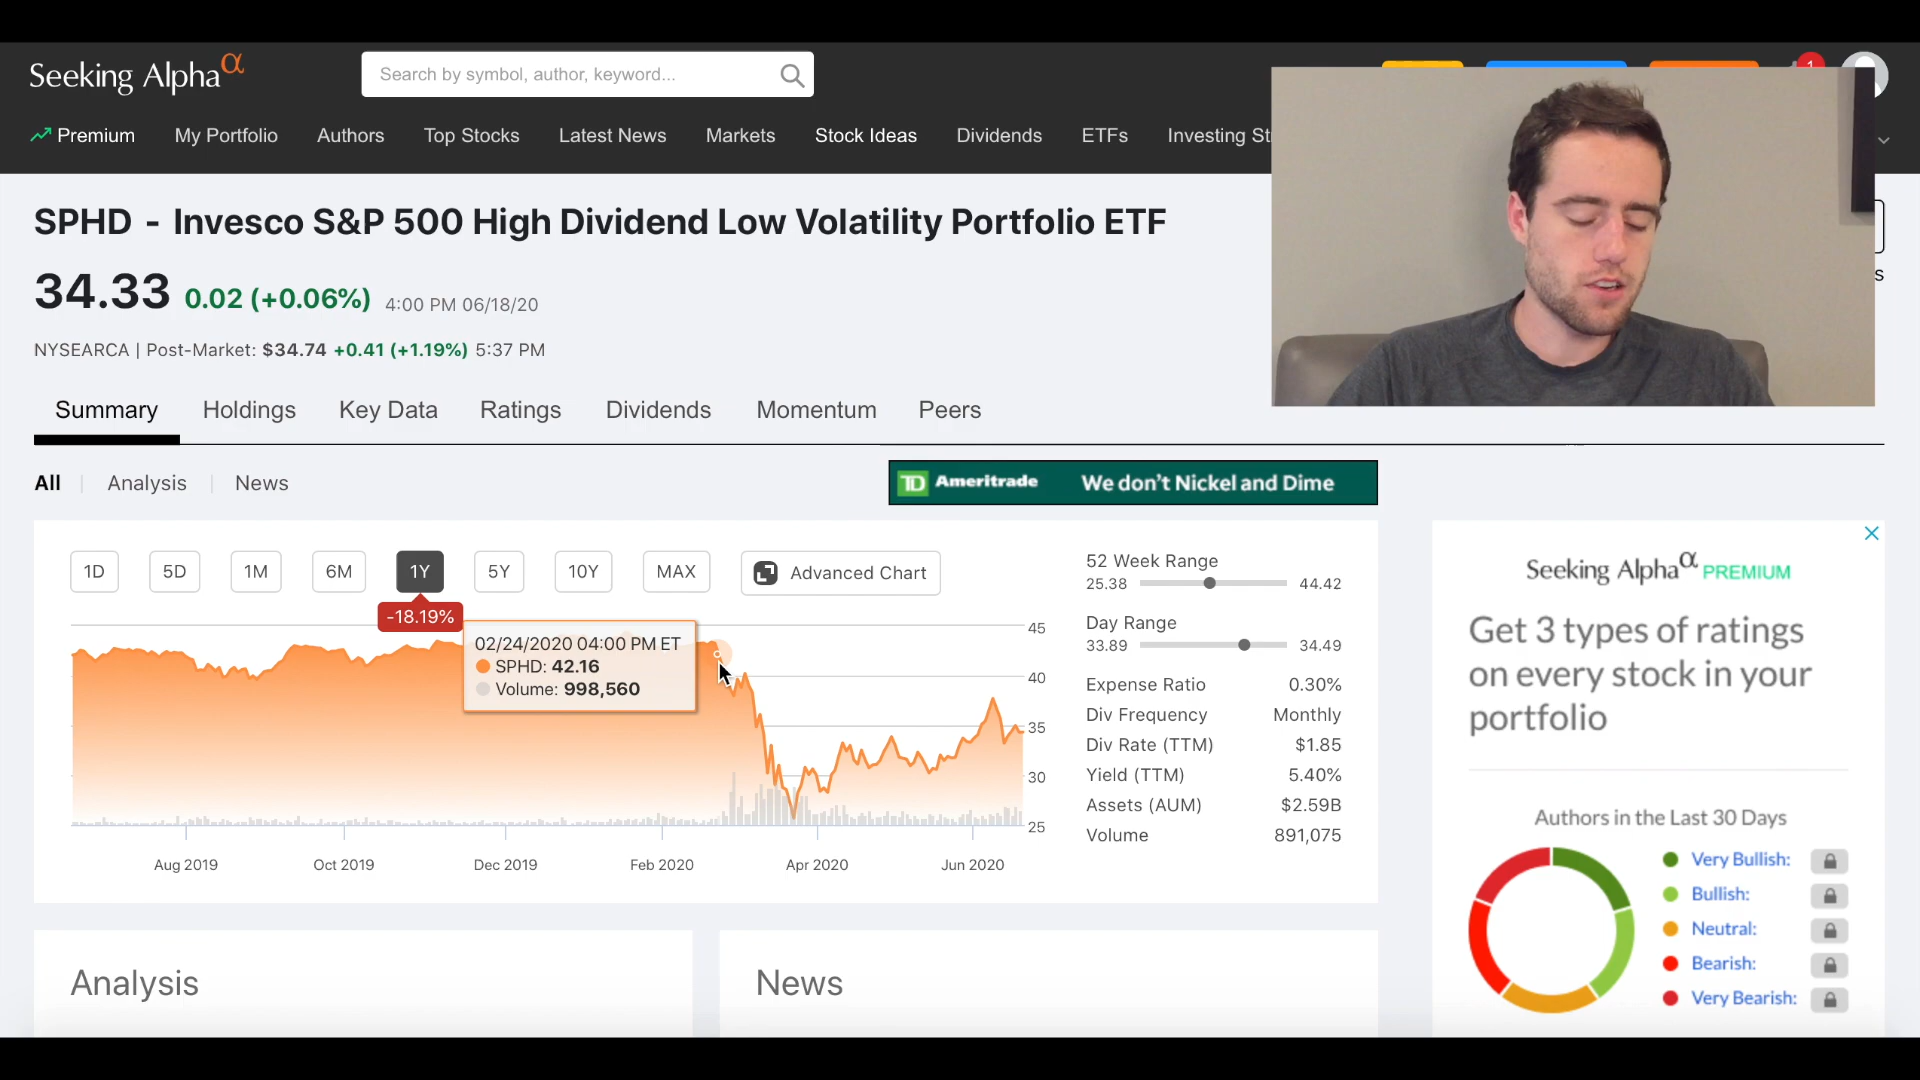 Seeking Alpha α
Search by symbol, author, keyword...
1
Premium My Portfolio Authors Top Stocks Latest News Markets Stock Ideas Dividends ETFs Investing St
SPHD - Invesco S&P 500 High Dividend Low Volatility Portfolio ETF
34.33 0.02 (+0.06%) 4:00 PM 06/18/20
s
NYSEARCA | Post-Market: $34.74 +0.41 (+1.19%) 5:37 PM
Summary Holdings Key Data Ratings Dividends Momentum Peers
All | Analysis | News
TD Ameritrade We don't Nickel and Dime
1D 5D 1M 6M 1Y 5Y 10Y MAX Advanced Chart
-18.19%
02/24/2020 04:00 PM ET
SPHD: 42.16
Volume: 998,560
45
40
35
30
25
Aug 2019 Oct 2019 Dec 2019 Feb 2020 Apr 2020 Jun 2020
52 Week Range
25.38 44.42
Day Range
33.89 34.49
Expense Ratio 0.30%
Div Frequency Monthly
Div Rate (TTM) $1.85
Yield (TTM) 5.40%
Assets (AUM) $2.59B
Volume 891,075
Seeking Alpha α PREMIUM
Get 3 types of ratings
on every stock in your
portfolio
Authors in the Last 30 Days
Very Bullish:
Bullish:
Neutral:
Bearish:
Very Bearish:
Analysis
News